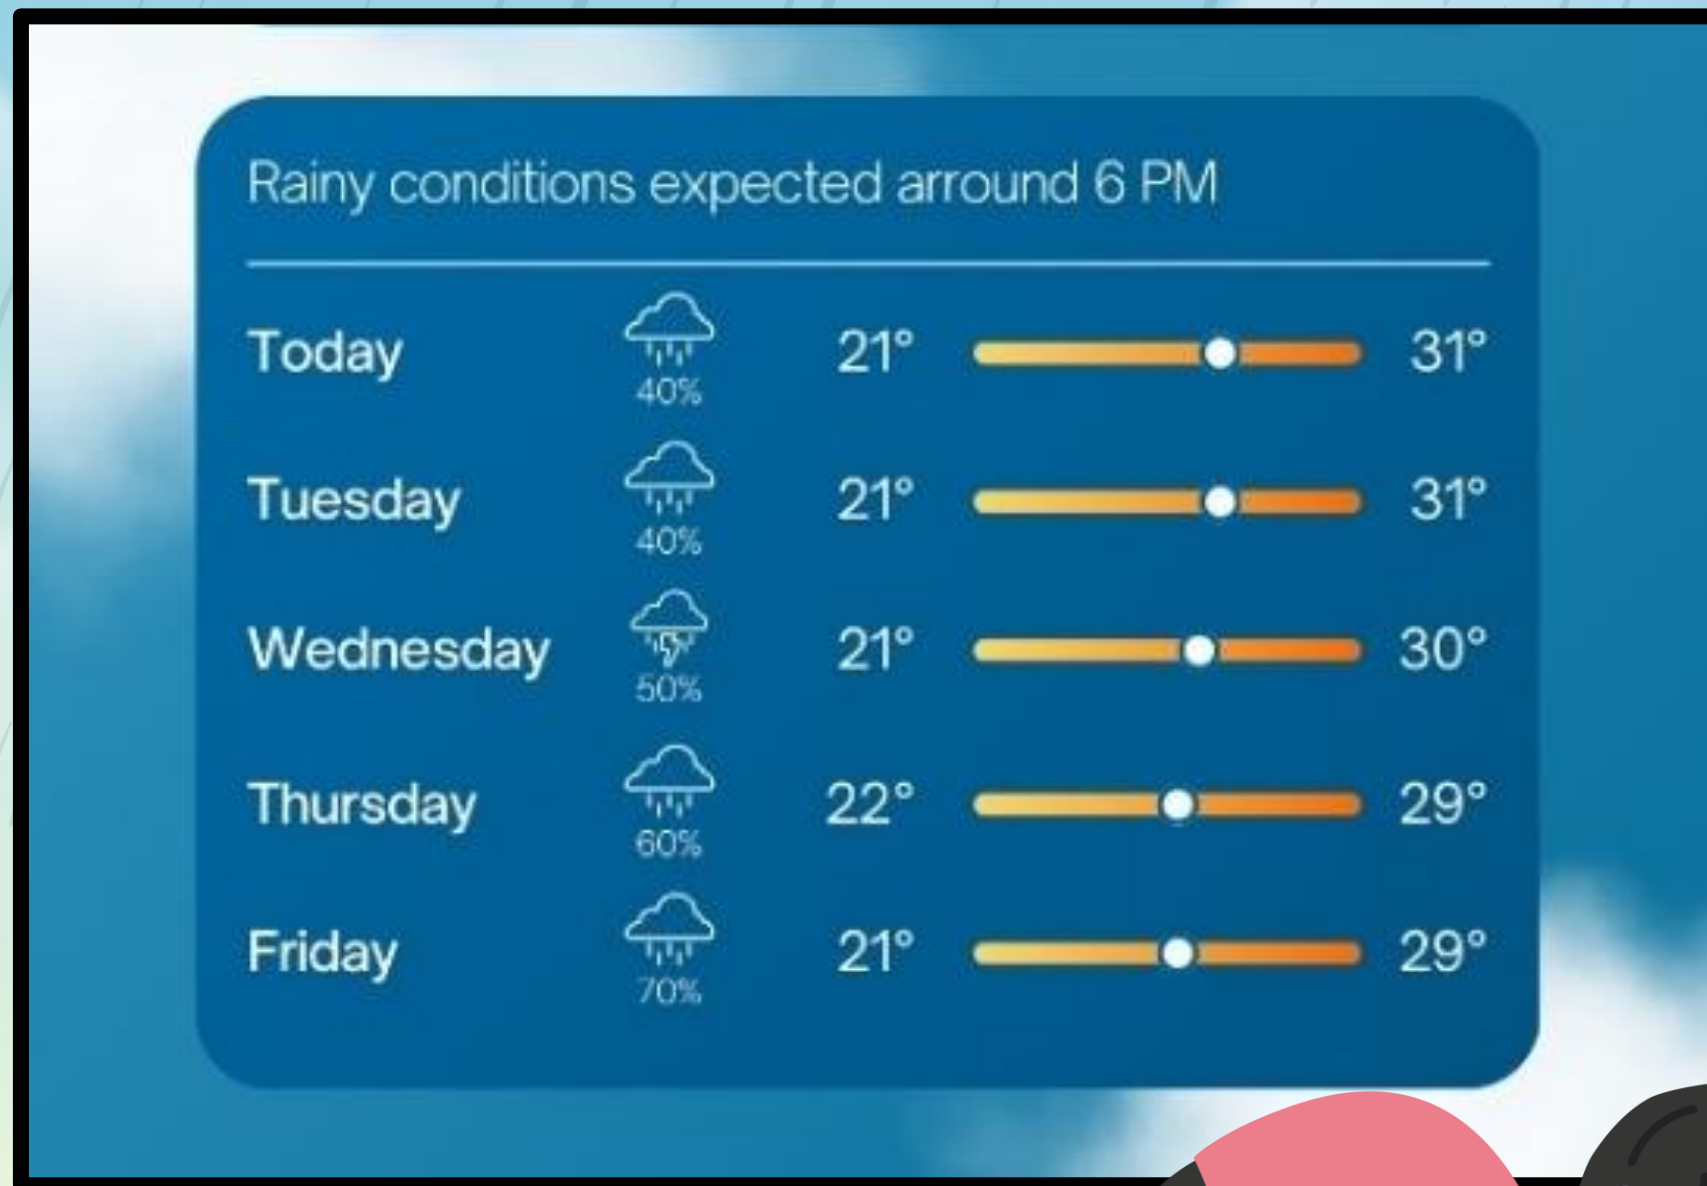 Rainy conditions expected arround 6 PM
Today 40% 21° 31°
Tuesday 40% 21° 31°
Wednesday 50% 21° 30°
Thursday 60% 22° 29°
Friday 70% 21° 29°